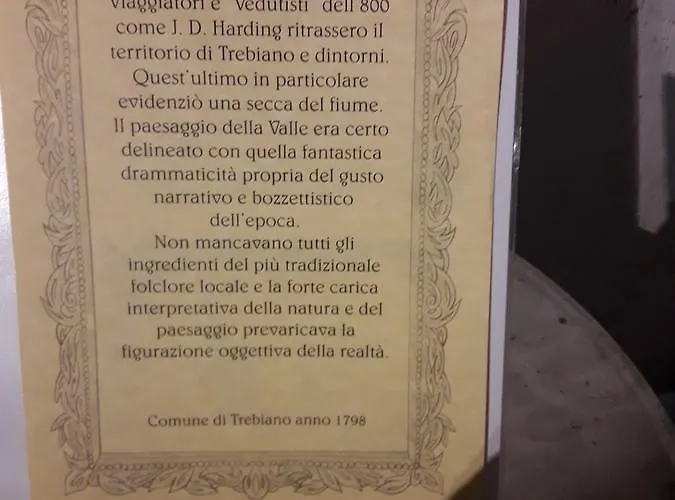 viaggiatori e "vedutisti" dell'800
come J. D. Harding ritrassero il
territorio di Trebiano e dintorni.
Quest'ultimo in particolare
evidenziò una secca del fiume.
Il paesaggio della Valle era certo
delineato con quella fantastica
drammaticità propria del gusto
narrativo e bozzettistico
dell'epoca.
Non mancavano tutti gli
ingredienti del più tradizionale
folclore locale e la forte carica
interpretativa della natura e del
paesaggio prevaricava la
figurazione oggettiva della realtà.
Comune di Trebiano anno 1798